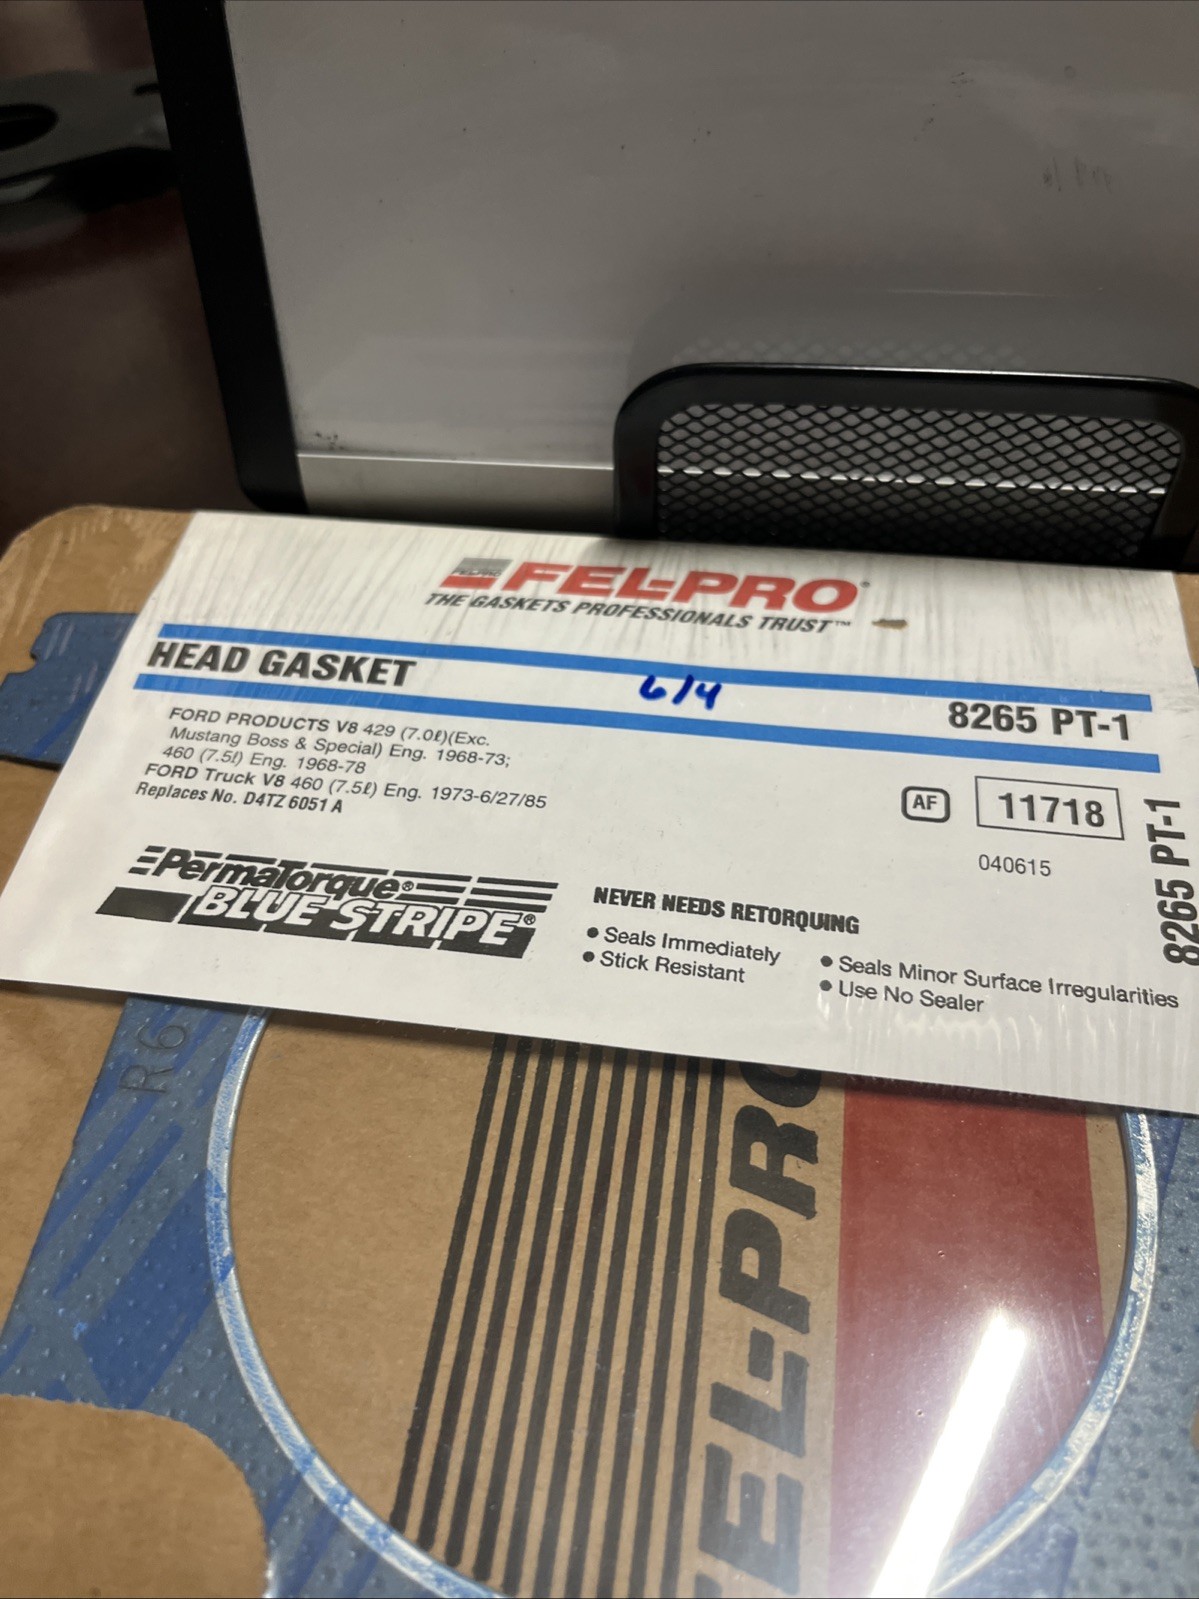 FEL-PRO®
THE GASKETS PROFESSIONALS TRUST™
HEAD GASKET
6/4
8265 PT-1
FORD PRODUCTS V8 429 (7.0ℓ)(Exc.
Mustang Boss & Special) Eng. 1968-73;
460 (7.5ℓ) Eng. 1968-78
FORD Truck V8 460 (7.5ℓ) Eng. 1973-6/27/85
Replaces No. D4TZ 6051 A
AF
11718
040615
8265 PT-1
PermaTorque®
BLUE STRIPE®
NEVER NEEDS RETORQUING
• Seals Immediately
• Stick Resistant
• Seals Minor Surface Irregularities
• Use No Sealer
R6
FEL-PRO